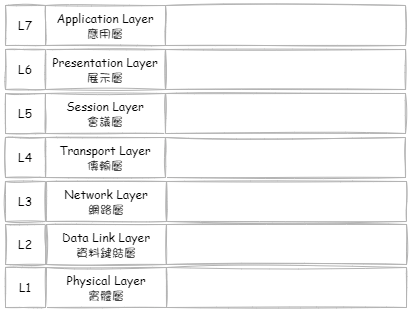 L7
Application Layer
應用層
L6
Presentation Layer
展示層
L5
Session Layer
會議層
L4
Transport Layer
傳輸層
L3
Network Layer
網路層
L2
Data Link Layer
資料鏈結層
L1
Physical Layer
實體層